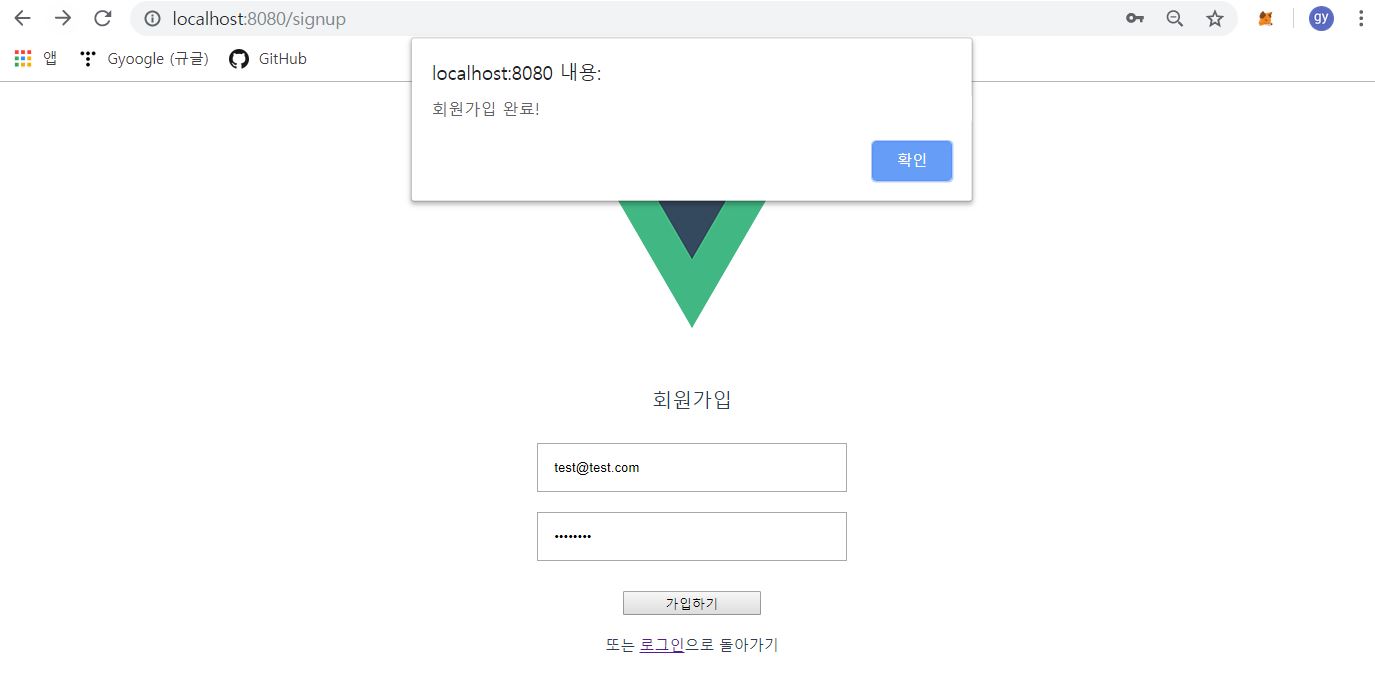 localhost:8080/signup
gy
앱 Gyoogle (규글) GitHub
localhost:8080 내용:
회원가입 완료!
확인
회원가입
test@test.com
••••••••
가입하기
또는 로그인으로 돌아가기